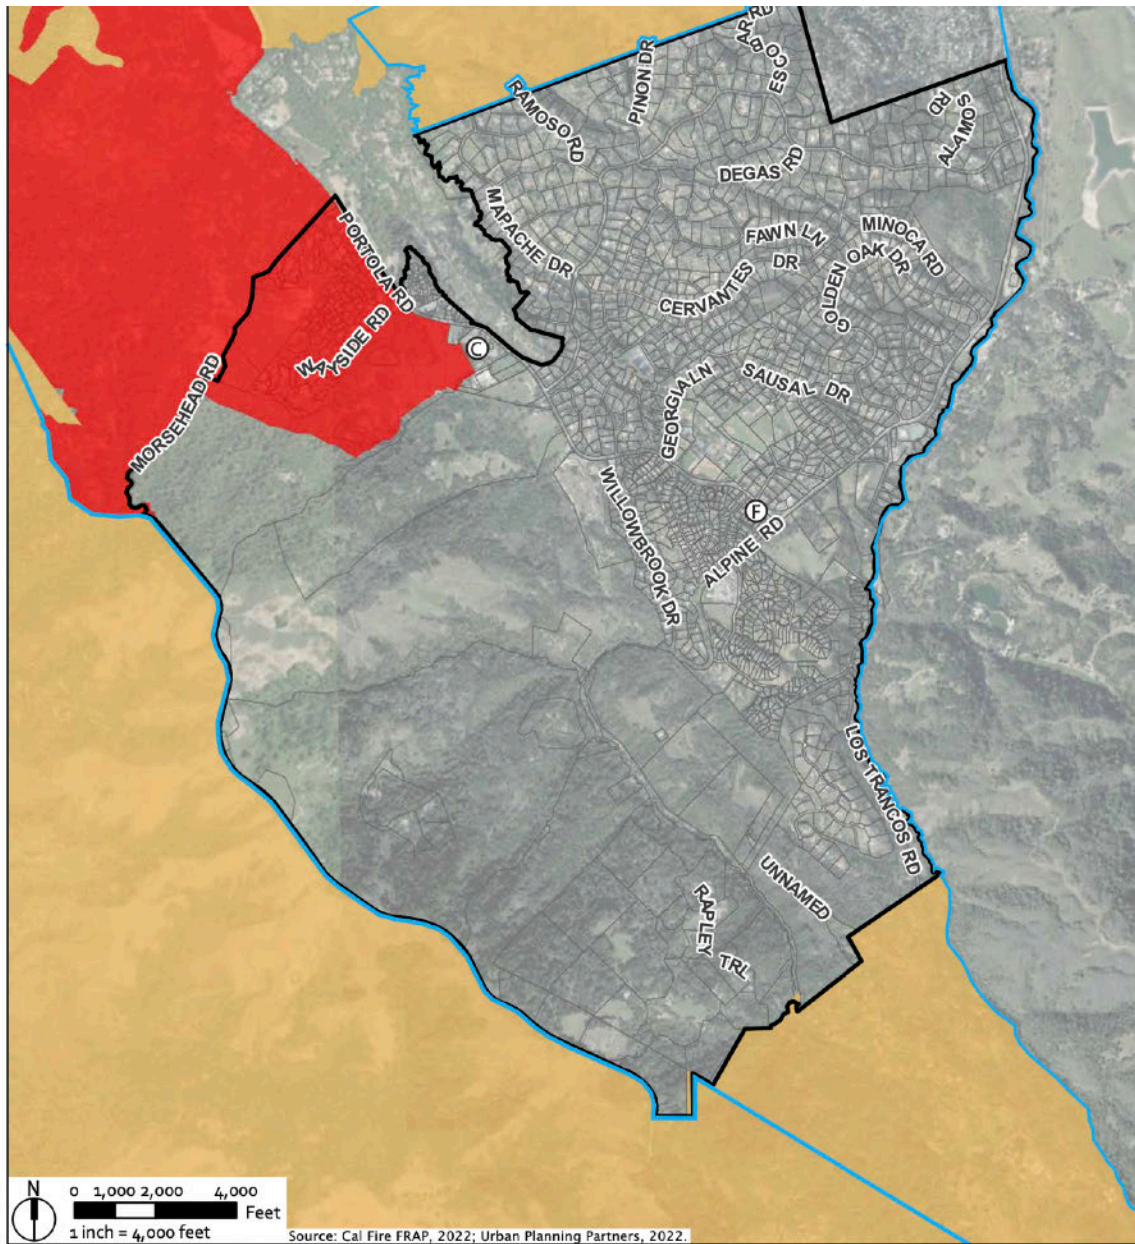 ESCOBAR RD
PINON DR
RAMOSO RD
ALAMOS RD
DEGAS RD
MAPACHE DR
PORTOLA RD
FAWN LN
MINOCA RD
GOLDEN OAK DR
CERVANTES DR
WAYSIDE RD
C
MORSEHEAD RD
GEORGIA LN
SAUSAL DR
WILLOWBROOK DR
F
ALPINE RD
LOS TRANCOS RD
UNNAMED
RAPLEY TRL
N
0 1,000 2,000 4,000
Feet
1 inch = 4,000 feet
Source: Cal Fire FRAP, 2022; Urban Planning Partners, 2022.